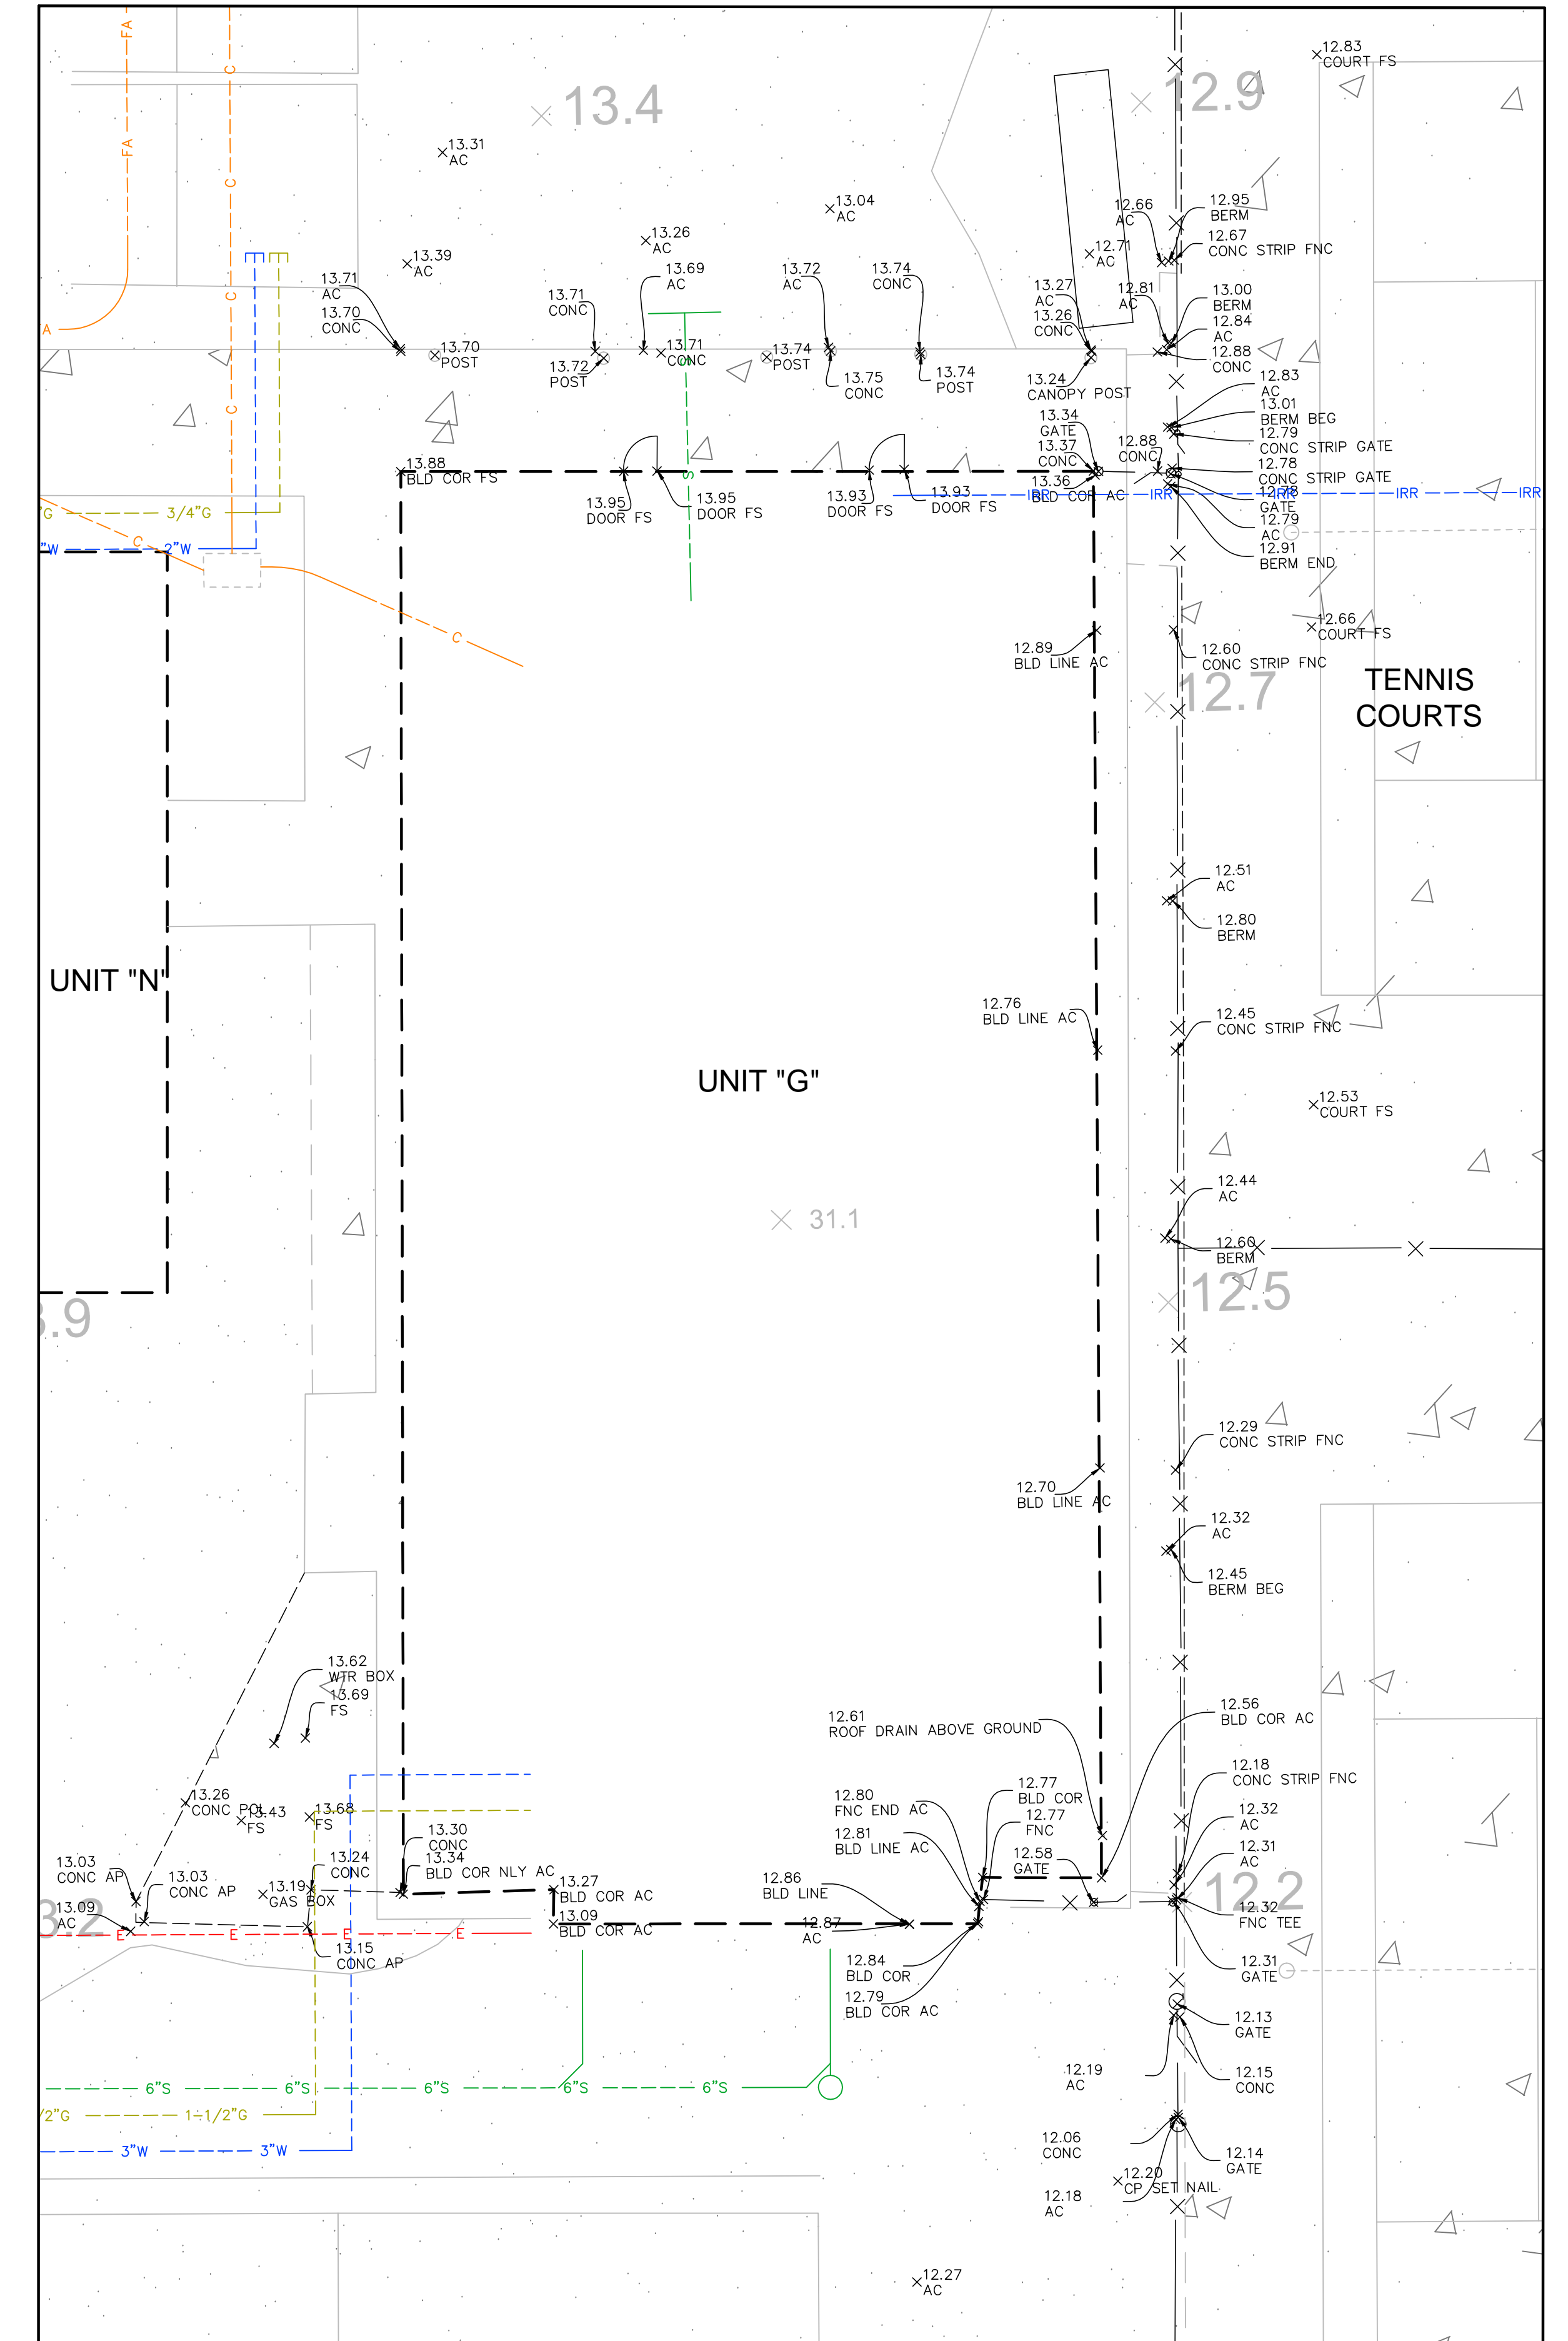 FA
C
12.83
COURT FS
13.4
12.9
FA
13.31
AC
C
13.04
AC
12.66
AC
12.95
BERM
12.67
CONC STRIP FNC
13.26
AC
12.71
AC
13.39
AC
13.71
AC
13.70
CONC
C
13.69
AC
13.72
AC
13.74
CONC
13.71
CONC
13.27
AC
13.26
CONC
12.81
AC
13.00
BERM
12.84
AC
12.88
CONC
A
13.70
POST
13.72
POST
13.71
CONC
S
13.74
POST
13.75
CONC
13.74
POST
13.24
CANOPY POST
12.83
AC
13.01
BERM BEG
12.79
CONC STRIP GATE
12.78
CONC STRIP GATE
12.78
GATE
12.79
AC
12.91
BERM END
C
13.34
GATE
13.37
CONC
12.88
CONC
13.36
BLD COR AC
13.88
BLD COR FS
S
13.95
DOOR FS
13.95
DOOR FS
13.93
DOOR FS
13.93
DOOR FS
IRR
IRR
IRR
IRR
IRR
"G
3/4"G
"W
C
2"W
C
12.66
COURT FS
12.89
BLD LINE AC
12.60
CONC STRIP FNC
12.7
TENNIS
COURTS
12.51
AC
12.80
BERM
UNIT "N"
12.76
BLD LINE AC
12.45
CONC STRIP FNC
UNIT "G"
12.53
COURT FS
12.44
AC
31.1
12.60
BERM
12.5
3.9
12.29
CONC STRIP FNC
12.70
BLD LINE AC
12.32
AC
12.45
BERM BEG
13.62
WTR BOX
13.69
FS
12.61
ROOF DRAIN ABOVE GROUND
12.56
BLD COR AC
12.18
CONC STRIP FNC
12.80
FNC END AC
12.77
BLD COR
12.77
FNC
12.32
AC
12.31
AC
13.26
CONC POL
13.43
FS
13.68
FS
13.30
CONC
13.34
BLD COR NLY AC
12.81
BLD LINE AC
12.58
GATE
13.03
CONC AP
13.03
CONC AP
13.24
CONC
13.19
GAS BOX
13.27
BLD COR AC
12.86
BLD LINE
12.2
12.32
FNC TEE
3.2
13.09
AC
13.09
BLD COR AC
12.87
AC
E
E
E
E
13.15
CONC AP
12.84
BLD COR
12.31
GATE
12.79
BLD COR AC
12.13
GATE
12.19
AC
12.15
CONC
6"S
6"S
6"S
6"S
6"S
/2"G
1-1/2"G
3"W
3"W
12.06
CONC
12.14
GATE
12.20
CP SET NAIL
12.18
AC
12.27
AC